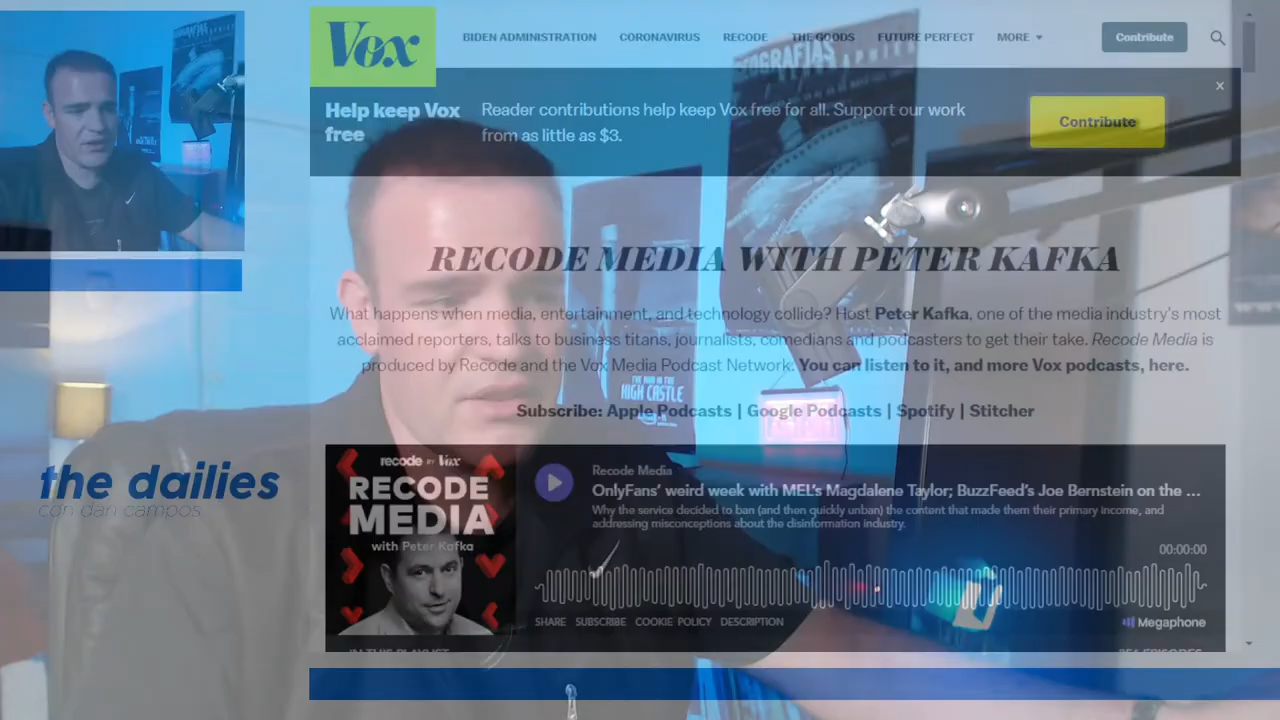 Vox
BIDEN ADMINISTRATION CORONAVIRUS RECODE THE GOODS FUTURE PERFECT MORE Contribute
Help keep Vox free
Reader contributions help keep Vox free for all. Support our work
from as little as $3.
Contribute
RECODE MEDIA WITH PETER KAFKA
What happens when media, entertainment, and technology collide? Host Peter Kafka, one of the media industry's most
acclaimed reporters, talks to business titans, journalists, comedians and podcasters to get their take. Recode Media is
produced by Recode and the Vox Media Podcast Network. You can listen to it, and more Vox podcasts, here.
THE MAN IN THE
HIGH CASTLE
Subscribe: Apple Podcasts | Google Podcasts | Spotify | Stitcher
recode BY Vox
RECODE
MEDIA
with Peter Kafka
Recode Media
OnlyFans' weird week with MEL's Magdalene Taylor; BuzzFeed's Joe Bernstein on the ...
Why the service decided to ban (and then quickly unban) the content that made them their primary income, and
addressing misconceptions about the disinformation industry.
00:00:00
SHARE SUBSCRIBE COOKIE POLICY DESCRIPTION
Megaphone
the dailies
con dan campos